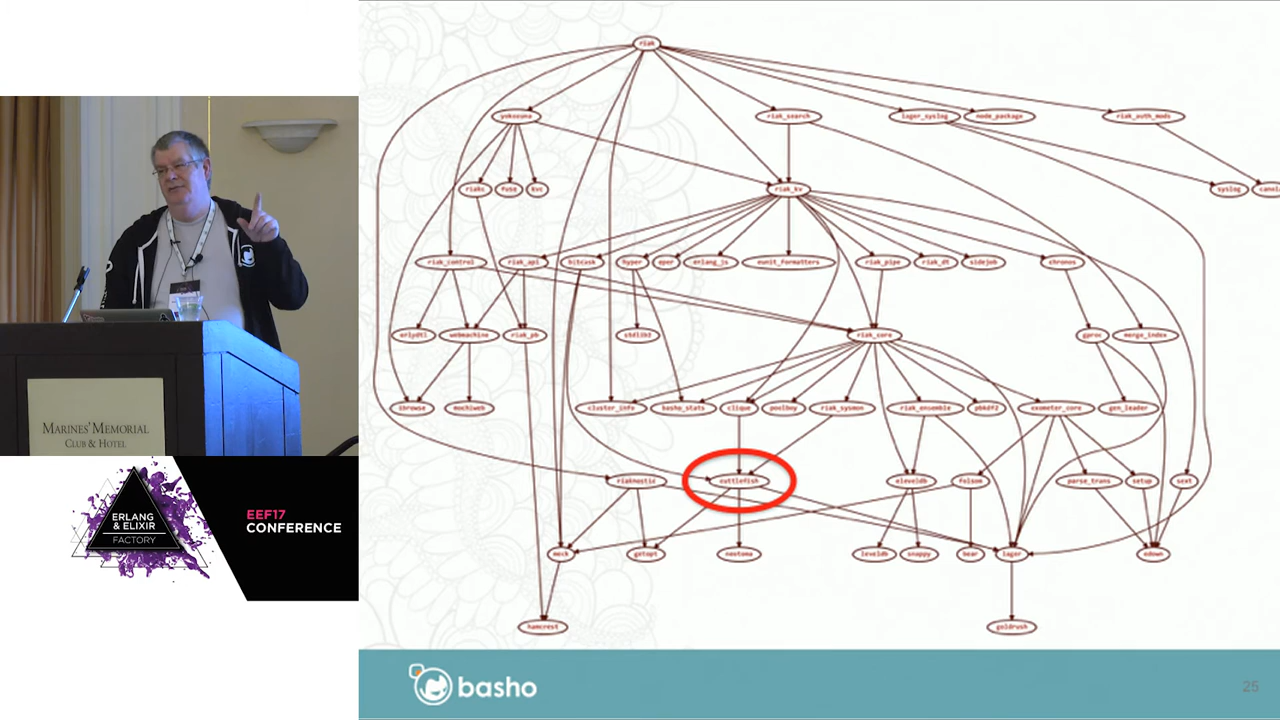 riak
yokozuna
riak_search
lager_syslog
node_package
riak_auth_mods
riakc
fuse
kvc
riak_kv
syslog
riak_control
riak_api
bitcask
hyper
eper
erlang_js
eunit_formatters
riak_pipe
riak_dt
sidejob
chronos
erlydtl
webmachine
riak_pb
stdlib2
riak_core
gproc
merge_index
ibrowse
mochiweb
cluster_info
basho_stats
clique
poolboy
riak_sysmon
riak_ensemble
pbkdf2
exometer_core
gen_leader
riaknostic
cuttlefish
eleveldb
folsom
parse_trans
setup
sext
meck
getopt
neotoma
leveldb
snappy
bear
lager
edown
hamcrest
goldrush
MARINES' MEMORIAL
CLUB & HOTEL
ERLANG
& ELIXIR
FACTORY
EEF17
CONFERENCE
basho
25